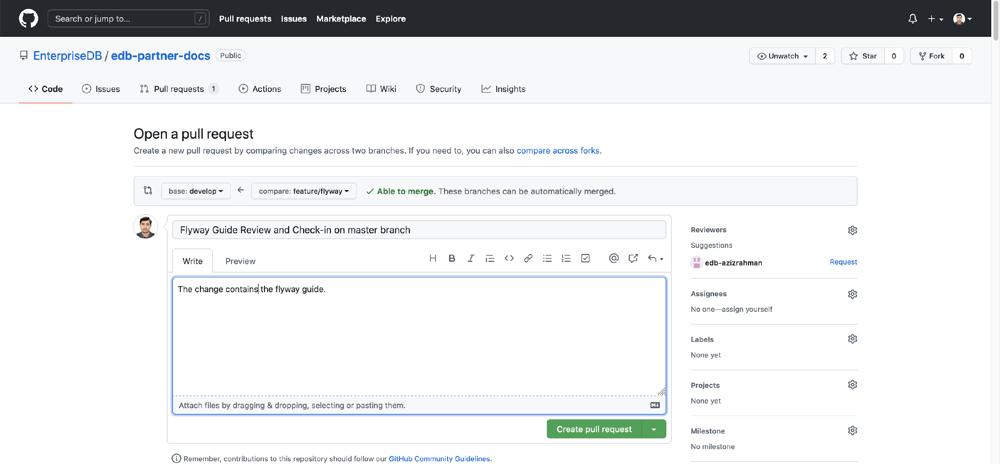 Search or jump to... /
Pull requests Issues Marketplace Explore
EnterpriseDB / edb-partner-docs Public
Unwatch 2 Star 0 Fork 0
Code Issues Pull requests 1 Actions Projects Wiki Security Insights
Open a pull request
Create a new pull request by comparing changes across two branches. If you need to, you can also compare across forks.
base: develop compare: feature/flyway Able to merge. These branches can be automatically merged.
Flyway Guide Review and Check-in on master branch
Write Preview
The change contains the flyway guide.
Attach files by dragging & dropping, selecting or pasting them.
Create pull request
Remember, contributions to this repository should follow our GitHub Community Guidelines.
Reviewers
Suggestions
edb-azizrahman Request
Assignees
No one—assign yourself
Labels
None yet
Projects
None yet
Milestone
No milestone